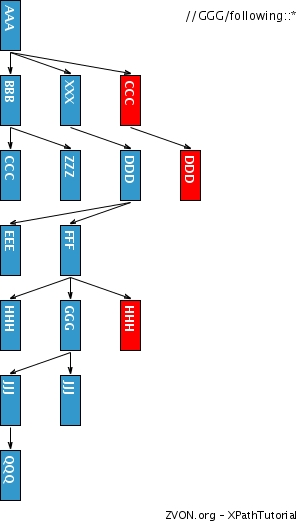 //GGG/following::*
AAA
BBB XXX CCC
CCC ZZZ DDD DDD
EEE FFF
HHH GGG HHH
JJJ JJJ
QQQ
ZVON.org – XPathTutorial